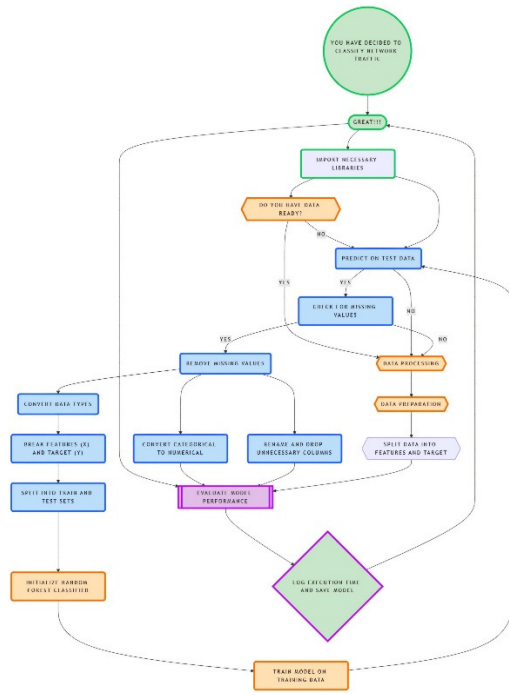 YOU HAVE DECIDED TO
CLASSIFY NETWORK
TRAFFIC
GREAT!!!
IMPORT NECESSARY
LIBRARIES
DO YOU HAVE DATA
READY?
NO
PREDICT ON TEST DATA
YES
YES
NO
CHECK FOR MISSING
VALUES
YES
NO
REMOVE MISSING VALUES
DATA PROCESSING
CONVERT DATA TYPES
DATA PREPARATION
BREAK FEATURES (X)
AND TARGET (Y)
CONVERT CATEGORICAL
TO NUMERICAL
RENAME AND DROP
UNNECESSARY COLUMNS
SPLIT DATA INTO
FEATURES AND TARGET
SPLIT INTO TRAIN AND
TEST SETS
EVALUATE MODEL
PERFORMANCE
INITIALIZE RANDOM
FOREST CLASSIFIED
LOG EXECUTION TIME
AND SAVE MODEL
TRAIN MODEL ON
TRAINING DATA